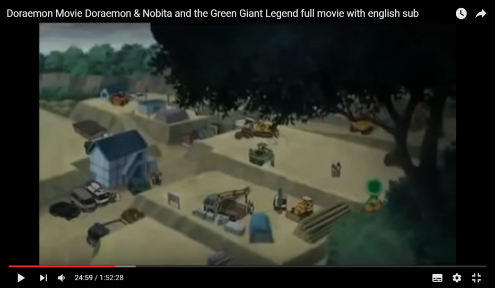 Doraemon Movie Doraemon & Nobita and the Green Giant Legend full movie with english sub
24:59 / 1:52:28